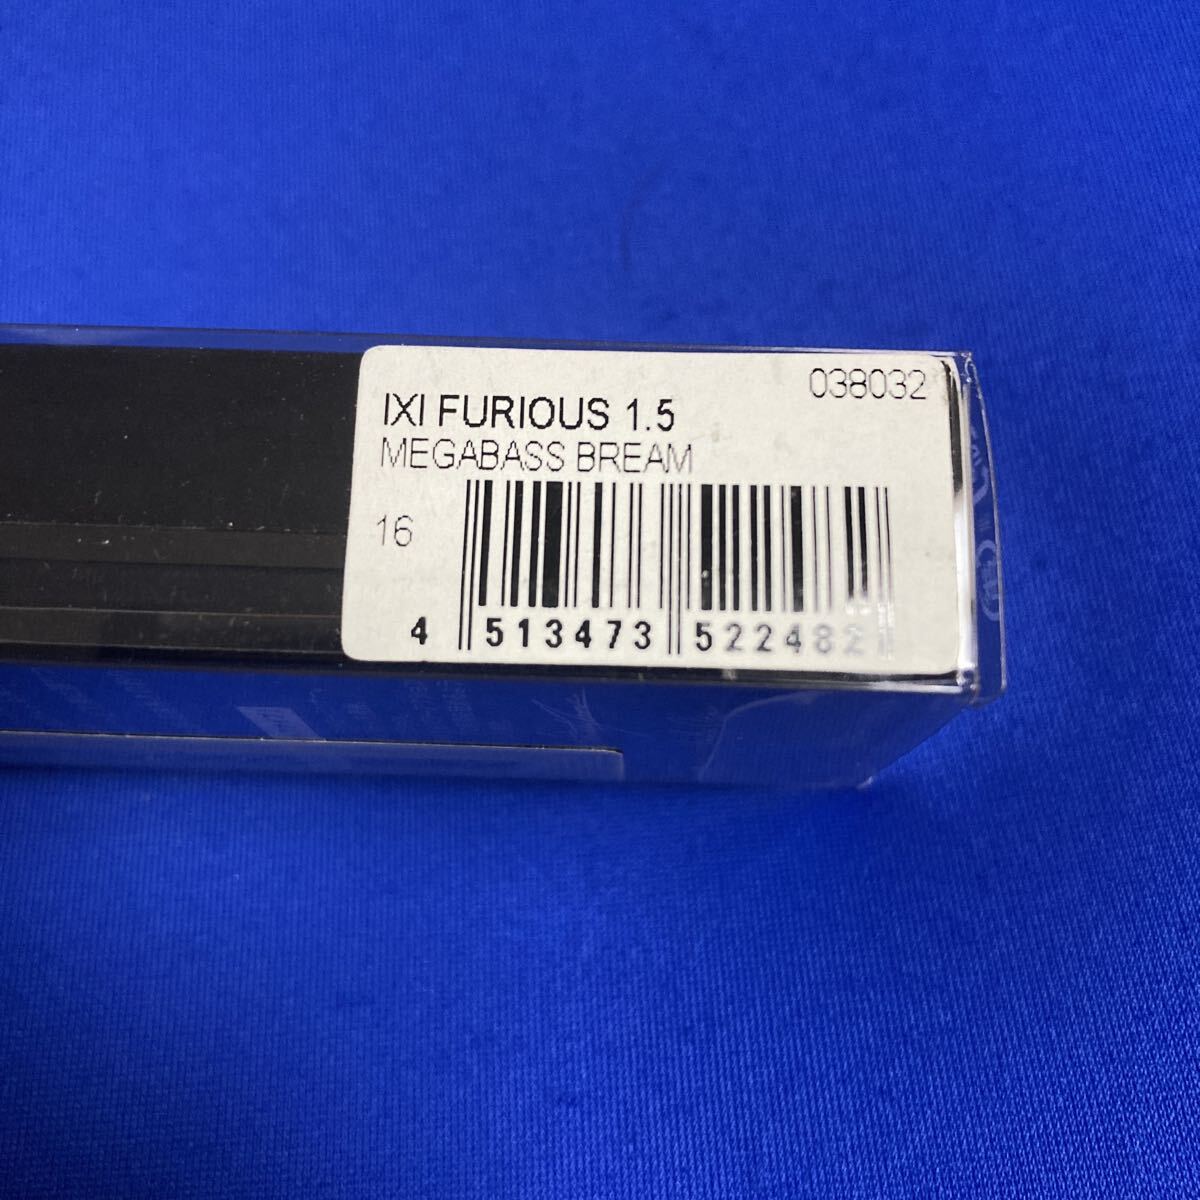 038032
IXI FURIOUS 1.5
MEGABASS BREAM
16
4 513473 522482